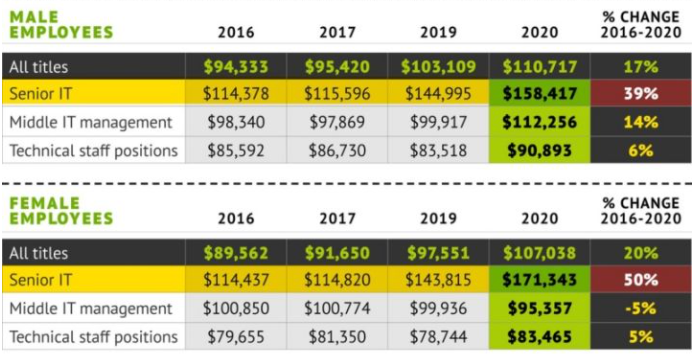 MALE EMPLOYEES 2016 2017 2019 2020 % CHANGE 2016-2020
All titles $94,333 $95,420 $103,109 $110,717 17%
Senior IT $114,378 $115,596 $144,995 $158,417 39%
Middle IT management $98,340 $97,869 $99,917 $112,256 14%
Technical staff positions $85,592 $86,730 $83,518 $90,893 6%
FEMALE EMPLOYEES 2016 2017 2019 2020 % CHANGE 2016-2020
All titles $89,562 $91,650 $97,551 $107,038 20%
Senior IT $114,437 $114,820 $143,815 $171,343 50%
Middle IT management $100,850 $100,774 $99,936 $95,357 -5%
Technical staff positions $79,655 $81,350 $78,744 $83,465 5%